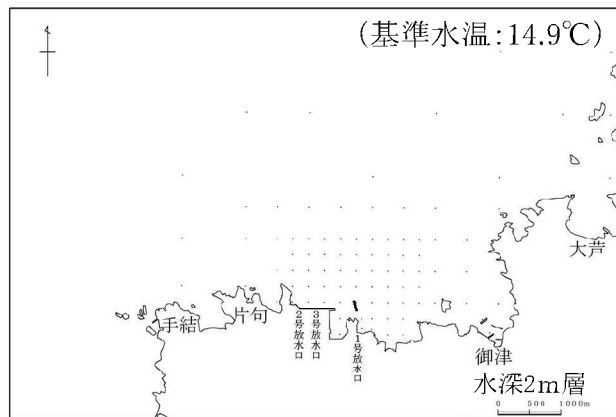 (基準水温:14.9℃)
大芦
手結
片句
2号放水口
3号放水口
1号放水口
御津
水深2m層
0 500 1000m